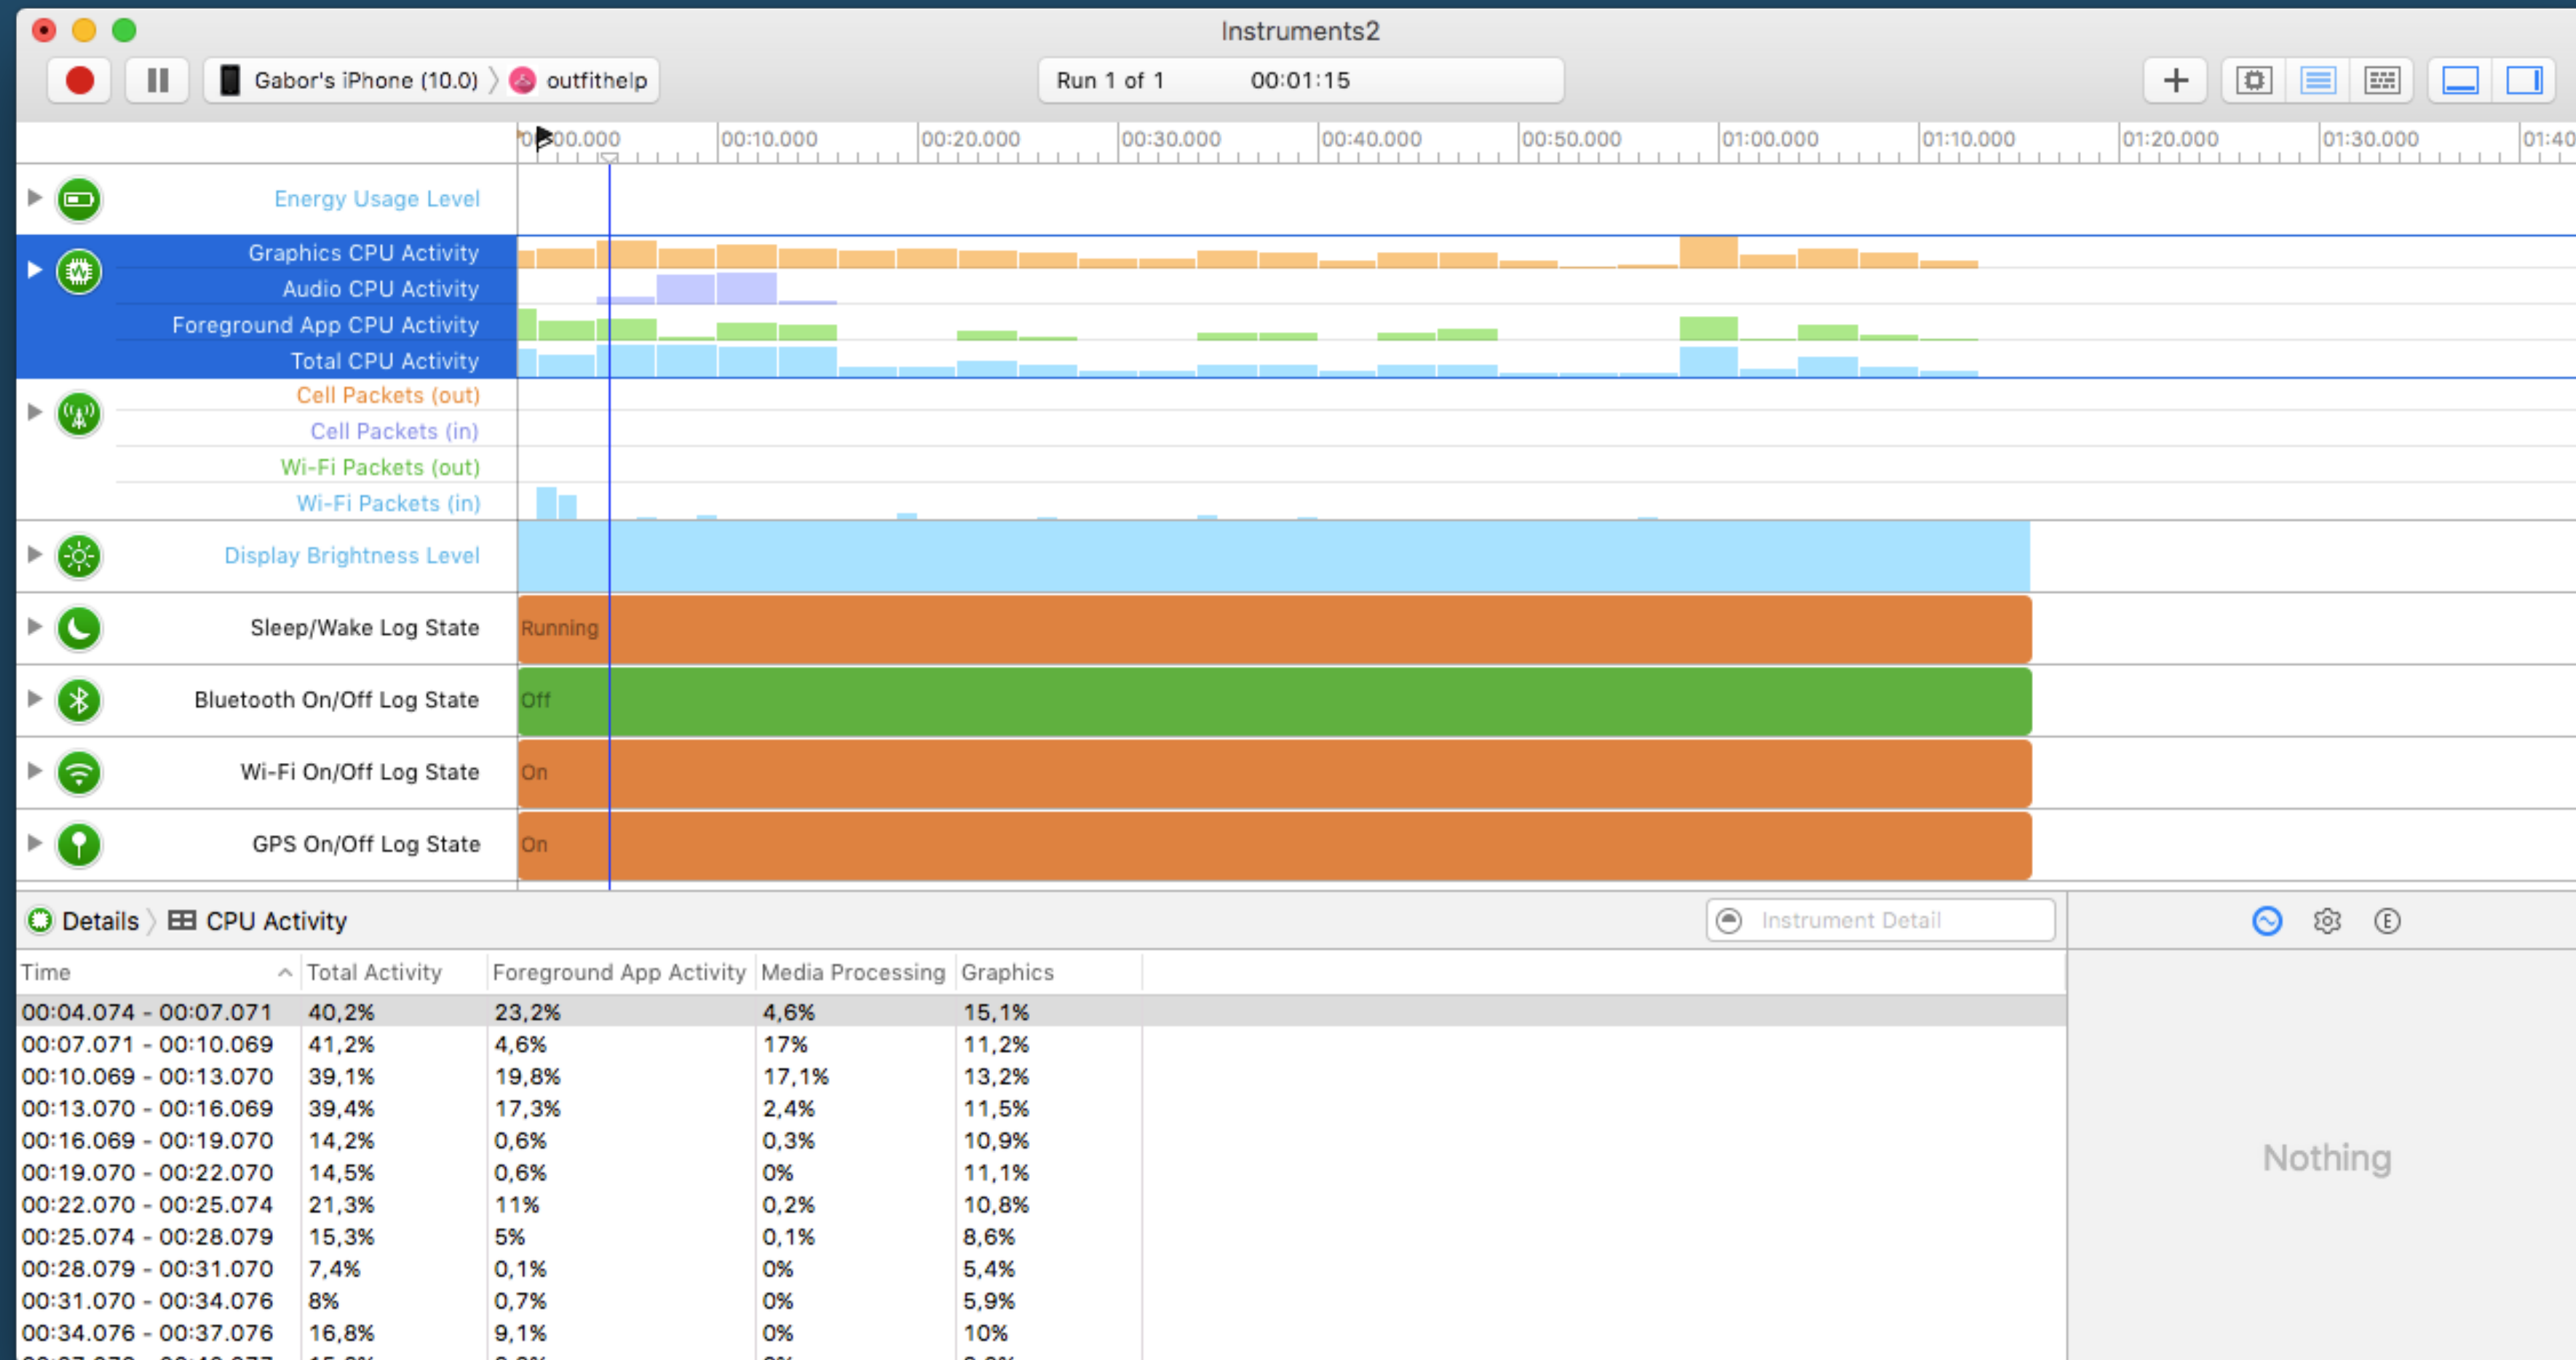 Instruments2
Gabor's iPhone (10.0) outfithelp Run 1 of 1 00:01:15
00:10.000 00:20.000 00:30.000 00:40.000 00:50.000 01:00.000 01:10.000 01:20.000 01:30.000
Energy Usage Level
Graphics CPU Activity
Audio CPU Activity
Foreground App CPU Activity
Total CPU Activity
Cell Packets (out)
Cell Packets (in)
Wi-Fi Packets (out)
Wi-Fi Packets (in)
Display Brightness Level
Sleep/Wake Log State Running
Bluetooth On/Off Log State Off
Wi-Fi On/Off Log State On
GPS On/Off Log State On
Details CPU Activity Instrument Detail E
Time Total Activity Foreground App Activity Media Processing Graphics
00:04.074 - 00:07.071 40,2% 23,2% 4,6% 15,1%
00:07.071 - 00:10.069 41,2% 4,6% 17% 11,2%
00:10.069 - 00:13.070 39,1% 19,8% 17,1% 13,2%
00:13.070 - 00:16.069 39,4% 17,3% 2,4% 11,5%
00:16.069 - 00:19.070 14,2% 0,6% 0,3% 10,9%
00:19.070 - 00:22.070 14,5% 0,6% 0% 11,1%
00:22.070 - 00:25.074 21,3% 11% 0,2% 10,8%
00:25.074 - 00:28.079 15,3% 5% 0,1% 8,6%
00:28.079 - 00:31.070 7,4% 0,1% 0% 5,4%
00:31.070 - 00:34.076 8% 0,7% 0% 5,9%
00:34.076 - 00:37.076 16,8% 9,1% 0% 10%
Nothing